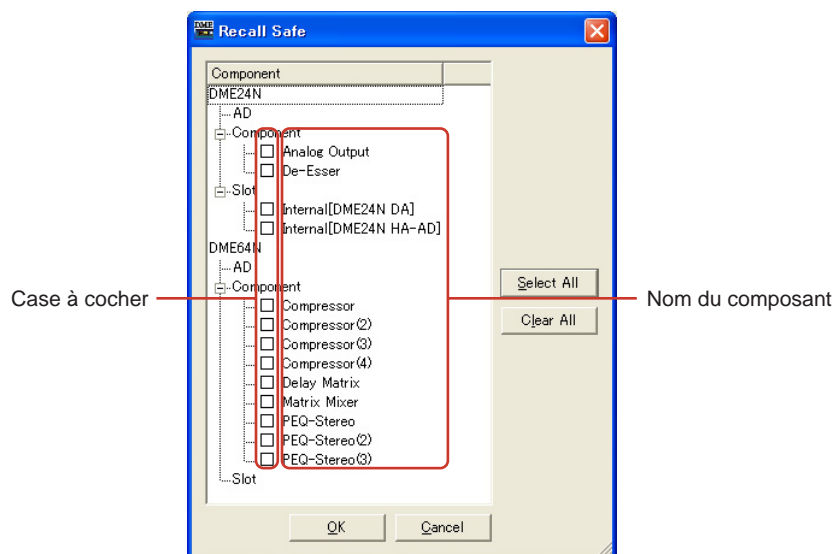 DME
Recall Safe
Component
DME24N
AD
Component
Analog Output
De-Esser
Slot
Internal[DME24N DA]
Internal[DME24N HA-AD]
DME64N
AD
Component
Compressor
Compressor(2)
Compressor(3)
Compressor(4)
Delay Matrix
Matrix Mixer
PEQ-Stereo
PEQ-Stereo(2)
PEQ-Stereo(3)
Slot
Select All
Clear All
OK
Cancel
Case à cocher
Nom du composant